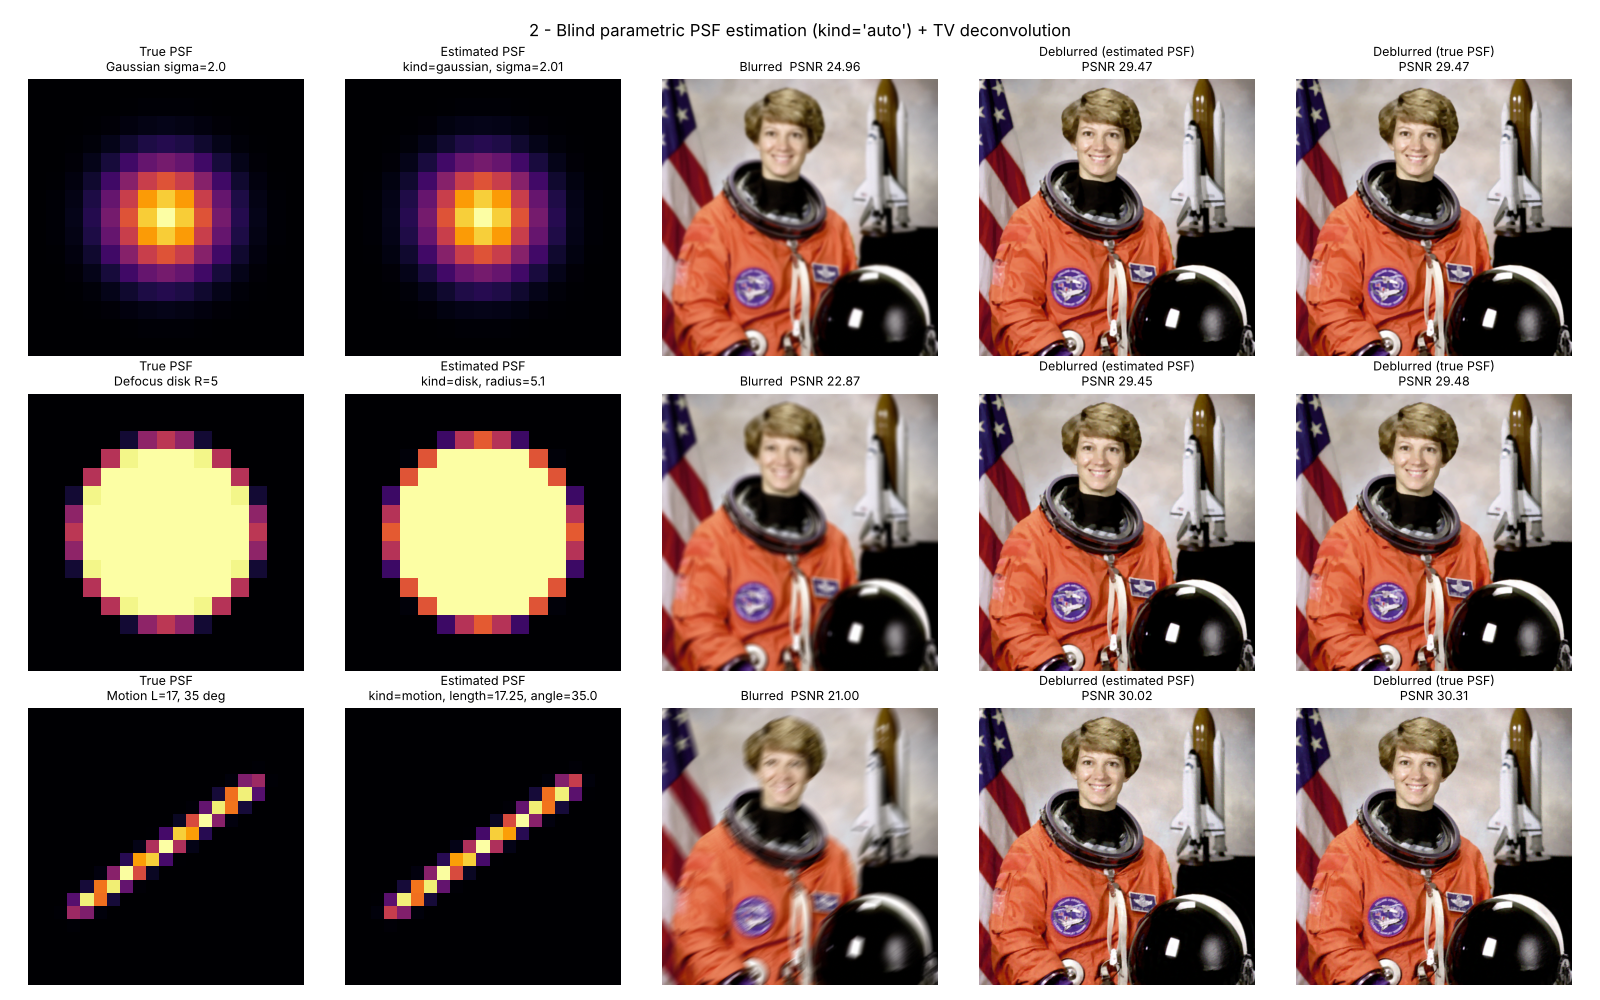 2 - Blind parametric PSF estimation (kind='auto') + TV deconvolution
True PSF
Gaussian sigma=2.0
Estimated PSF
kind=gaussian, sigma=2.01
Blurred  PSNR 24.96
Deblurred (estimated PSF)
PSNR 29.47
Deblurred (true PSF)
PSNR 29.47
True PSF
Defocus disk R=5
Estimated PSF
kind=disk, radius=5.1
Blurred  PSNR 22.87
Deblurred (estimated PSF)
PSNR 29.45
Deblurred (true PSF)
PSNR 29.48
True PSF
Motion L=17, 35 deg
Estimated PSF
kind=motion, length=17.25, angle=35.0
Blurred  PSNR 21.00
Deblurred (estimated PSF)
PSNR 30.02
Deblurred (true PSF)
PSNR 30.31